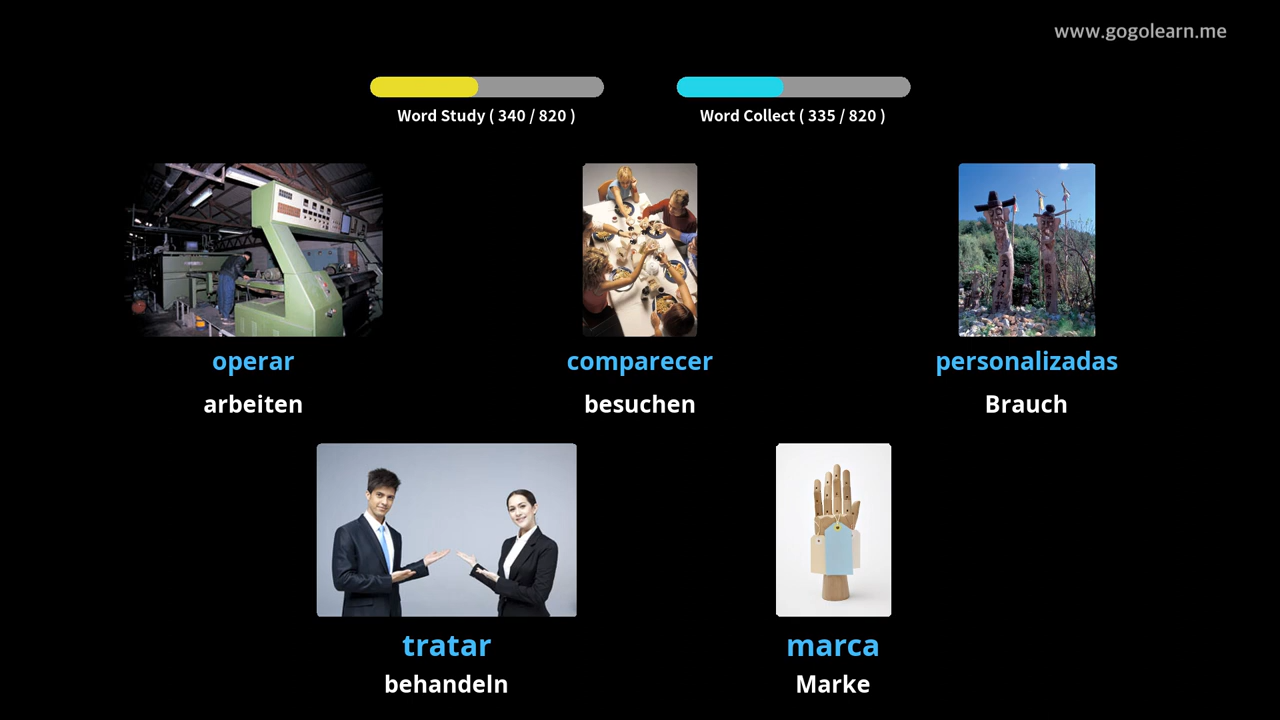 www.gogolearn.me
Word Study ( 340 / 820 )
Word Collect ( 335 / 820 )
operar
comparecer
personalizadas
arbeiten
besuchen
Brauch
tratar
marca
behandeln
Marke